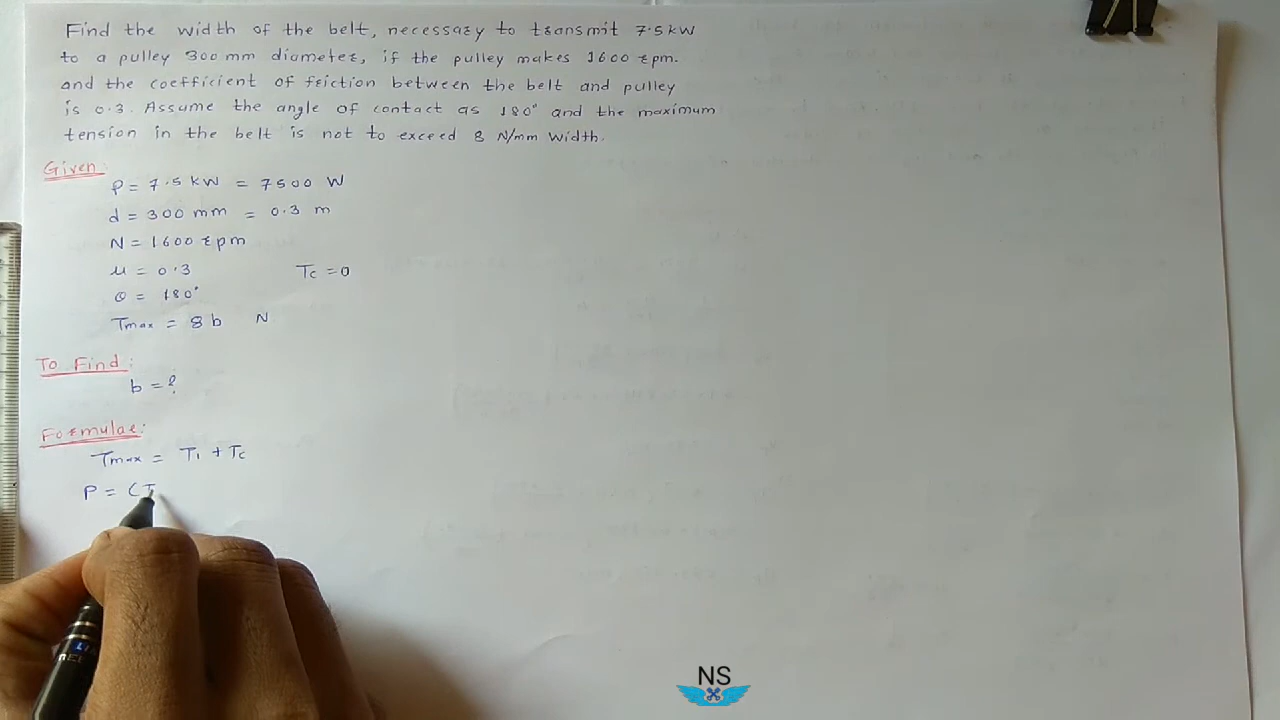 Find the width of the belt, necessary to transmit 7.5 kW
to a pulley 300 mm diameter, if the pulley makes 1600 rpm.
and the coefficient of friction between the belt and pulley
is 0.3. Assume the angle of contact as 180° and the maximum
tension in the belt is not to exceed 8 N/mm width.
Given:
P = 7.5 kW = 7500 W
d = 300 mm = 0.3 m
N = 1600 rpm
μ = 0.3 Tc = 0
θ = 180°
Tmax = 8 b N
To Find:
b = ?
Formulae:
Tmax = T1 + Tc
P = (T
NS